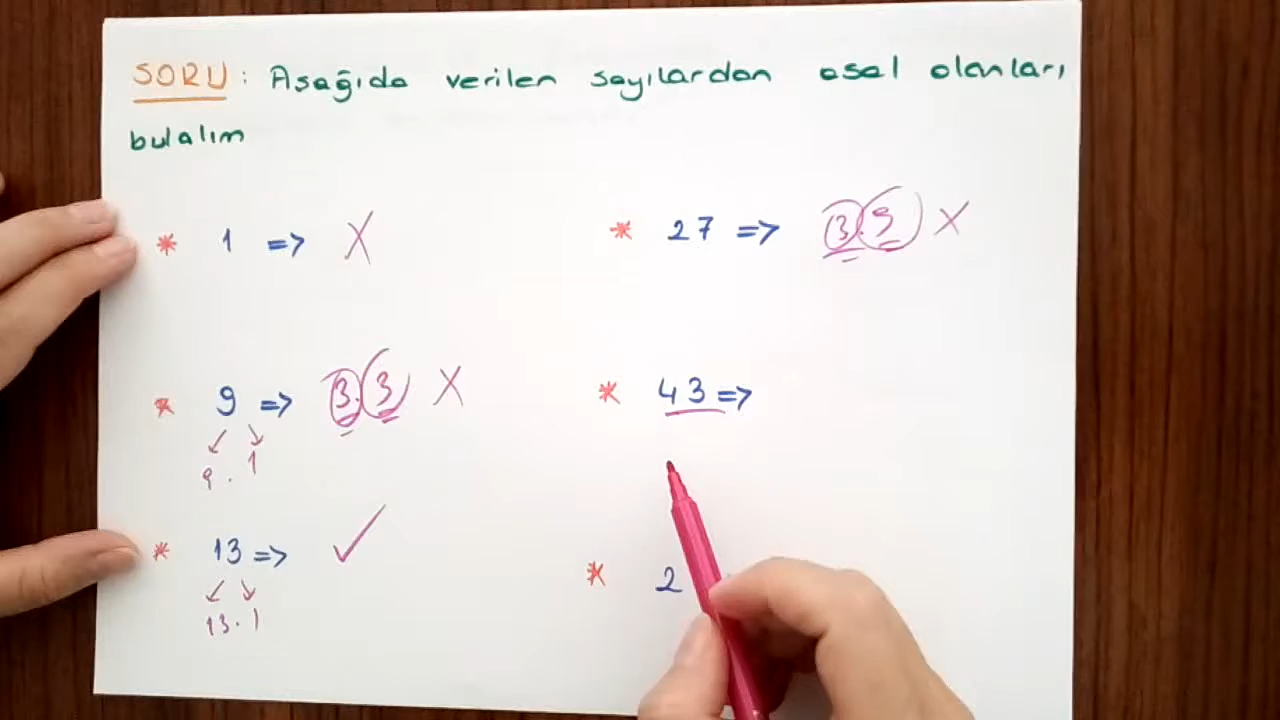 SORU: Asağıda verilen sayılardan asal olanları
bulalım
* 1 => X
* 27 => 3.9 X
* 9 => 3.3 X
9 . 1
* 43 =>
* 13 => ✓
13 . 1
* 2